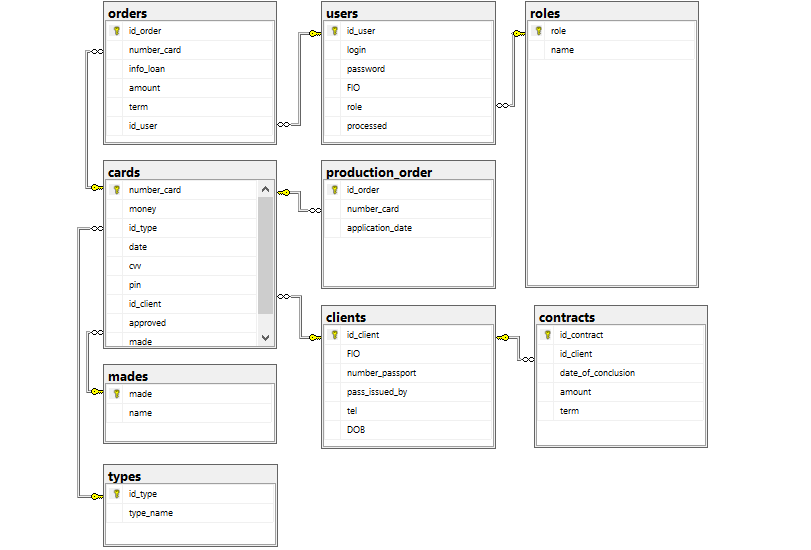 orders
id_order
number_card
info_loan
amount
term
id_user
users
id_user
login
password
FIO
role
processed
roles
role
name
cards
number_card
money
id_type
date
cvv
pin
id_client
approved
made
production_order
id_order
number_card
application_date
clients
id_client
FIO
number_passport
pass_issued_by
tel
DOB
contracts
id_contract
id_client
date_of_conclusion
amount
term
mades
made
name
types
id_type
type_name